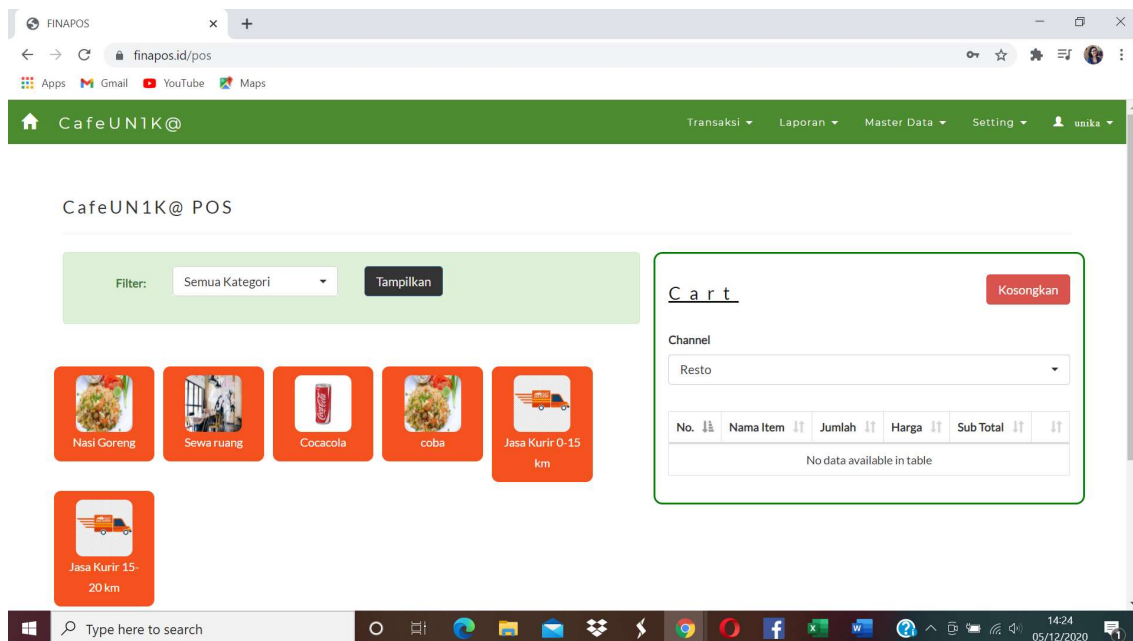 FINAPOS
finapos.id/pos
Apps Gmail YouTube Maps
CafeUN1K@ Transaksi Laporan Master Data Setting unika
CafeUN1K@ POS
Filter: Semua Kategori Tampilkan
Cart Kosongkan
Channel
Resto
No. Nama Item Jumlah Harga Sub Total
No data available in table
Nasi Goreng
Sewa ruang
Cocacola
coba
Jasa Kurir 0-15
km
Jasa Kurir 15-
20 km
Type here to search
14:24
05/12/2020